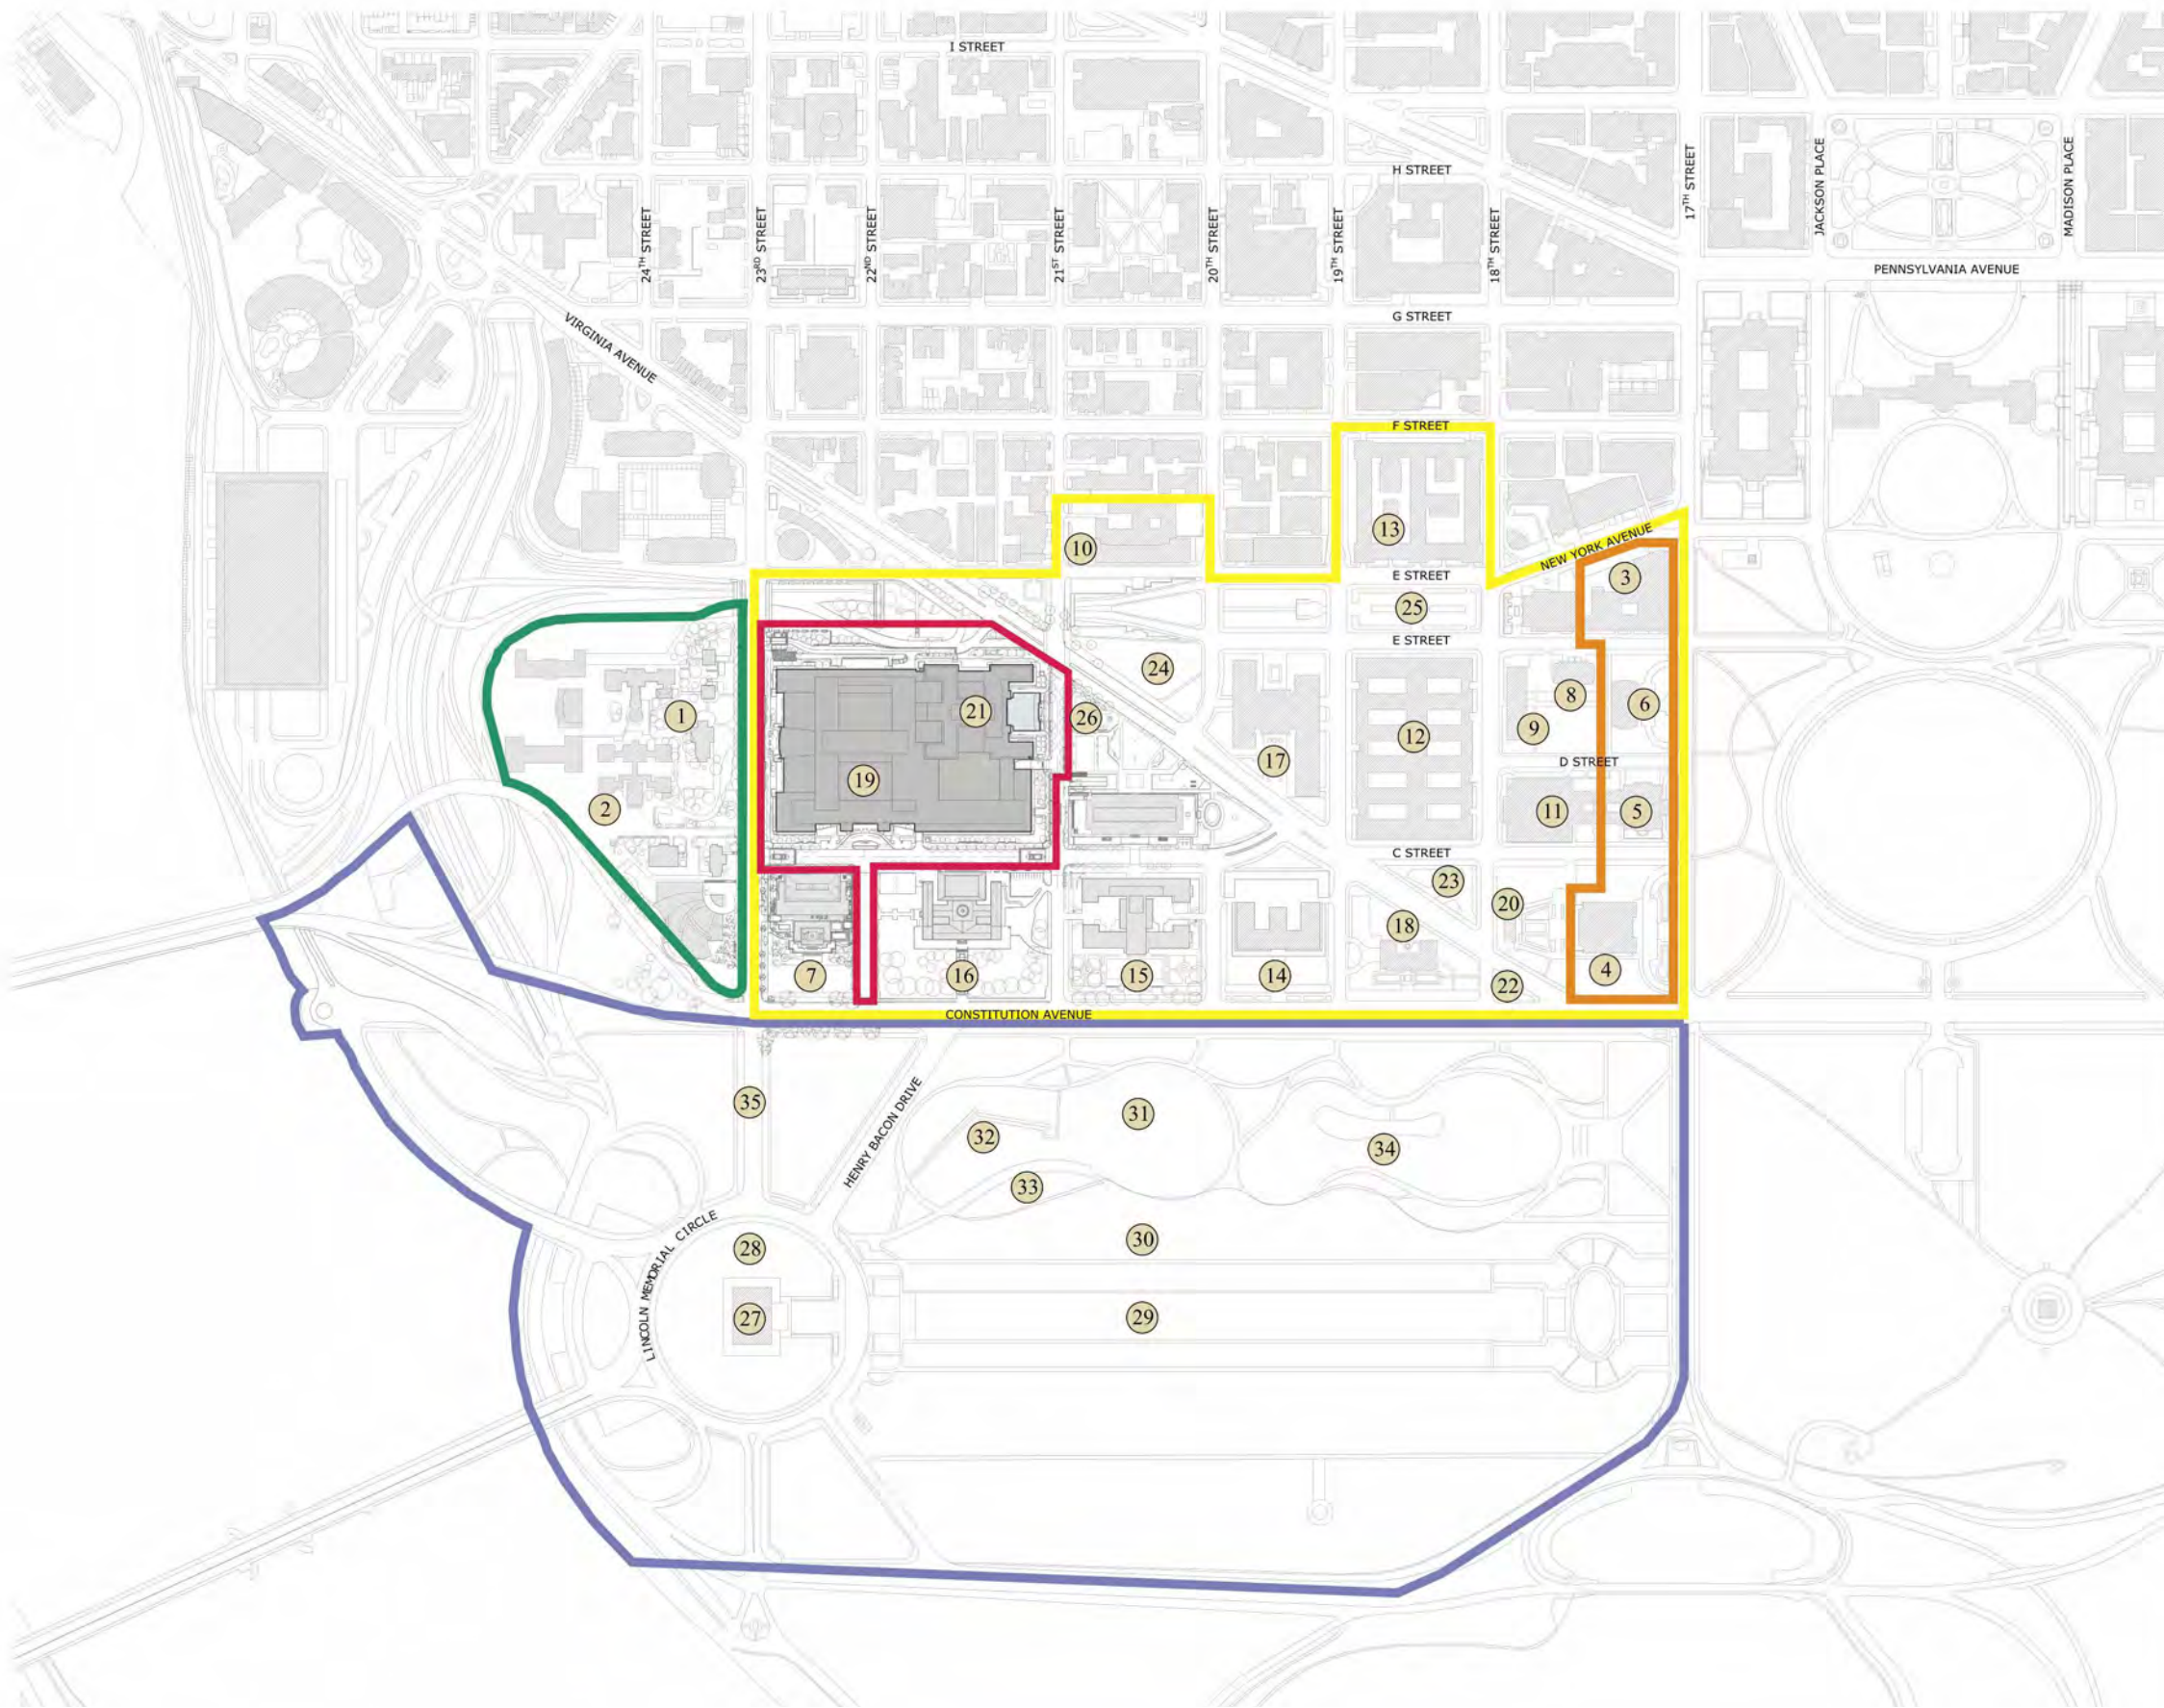 I STREET
H STREET
24TH STREET
23RD STREET
22ND STREET
21ST STREET
20TH STREET
19TH STREET
18TH STREET
17TH STREET
JACKSON PLACE
MADISON PLACE
PENNSYLVANIA AVENUE
G STREET
VIRGINIA AVENUE
F STREET
13
10
NEW YORK AVENUE
E STREET
3
25
E STREET
24
8
6
1
21
26
9
12
17
D STREET
19
2
11
5
C STREET
23
20
18
7
16
15
14
4
22
CONSTITUTION AVENUE
35
HENRY BACON DRIVE
31
32
34
33
LINCOLN MEMORIAL CIRCLE
28
30
27
29